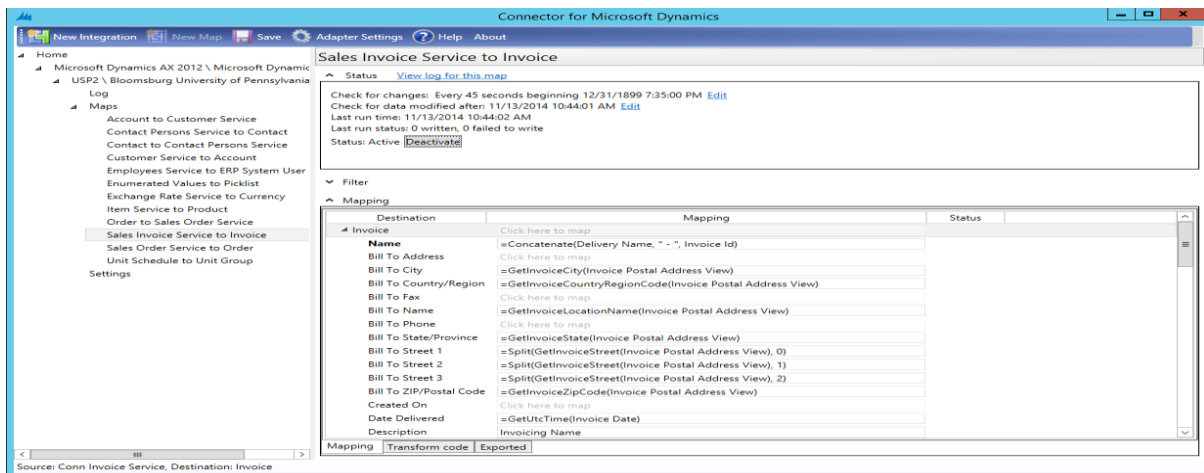 Connector for Microsoft Dynamics
New Integration New Map Save Adapter Settings Help About
Home
Microsoft Dynamics AX 2012 \ Microsoft Dynamic
USP2 \ Bloomsburg University of Pennsylvania
Log
Maps
Account to Customer Service
Contact Persons Service to Contact
Contact to Contact Persons Service
Customer Service to Account
Employees Service to ERP System User
Enumerated Values to Picklist
Exchange Rate Service to Currency
Item Service to Product
Order to Sales Order Service
Sales Invoice Service to Invoice
Sales Order Service to Order
Unit Schedule to Unit Group
Settings
Sales Invoice Service to Invoice
Status View log for this map
Check for changes: Every 45 seconds beginning 12/31/1899 7:35:00 PM Edit
Check for data modified after: 11/13/2014 10:44:01 AM Edit
Last run time: 11/13/2014 10:44:02 AM
Last run status: 0 written, 0 failed to write
Status: Active Deactivate
Filter
Mapping
Destination Mapping Status
Invoice Click here to map
Name =Concatenate(Delivery Name, " - ", Invoice Id)
Bill To Address Click here to map
Bill To City =GetInvoiceCity(Invoice Postal Address View)
Bill To Country/Region =GetInvoiceCountryRegionCode(Invoice Postal Address View)
Bill To Fax Click here to map
Bill To Name =GetInvoiceLocationName(Invoice Postal Address View)
Bill To Phone Click here to map
Bill To State/Province =GetInvoiceState(Invoice Postal Address View)
Bill To Street 1 =Split(GetInvoiceStreet(Invoice Postal Address View), 0)
Bill To Street 2 =Split(GetInvoiceStreet(Invoice Postal Address View), 1)
Bill To Street 3 =Split(GetInvoiceStreet(Invoice Postal Address View), 2)
Bill To ZIP/Postal Code =GetInvoiceZipCode(Invoice Postal Address View)
Created On Click here to map
Date Delivered =GetUtcTime(Invoice Date)
Description Invoicing Name
Mapping Transform code Exported
Source: Conn Invoice Service, Destination: Invoice